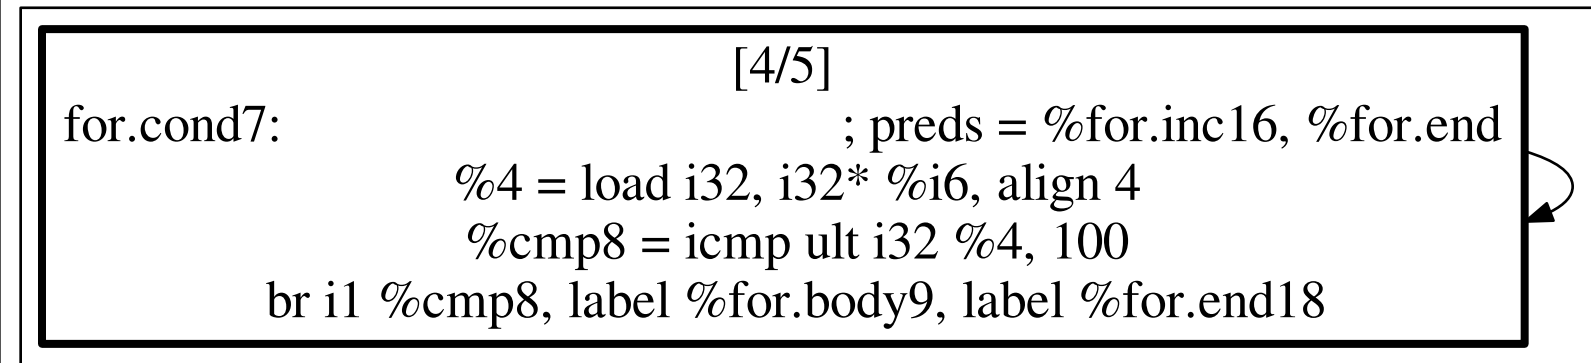 [4/5]
for.cond7: ; preds = %for.inc16, %for.end
%4 = load i32, i32* %i6, align 4
%cmp8 = icmp ult i32 %4, 100
br i1 %cmp8, label %for.body9, label %for.end18